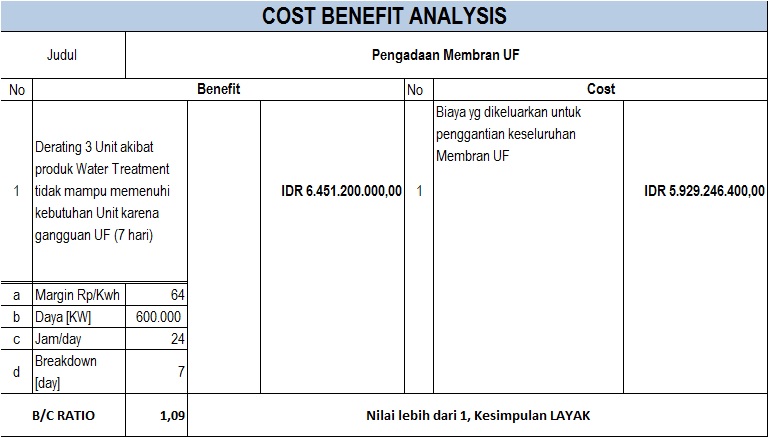 COST BENEFIT ANALYSIS
Judul Pengadaan Membran UF
No Benefit No Cost
1
Derating 3 Unit akibat
produk Water Treatment
tidak mampu memenuhi
kebutuhan Unit karena
gangguan UF (7 hari)
IDR 6.451.200.000,00
1
Biaya yg dikeluarkan untuk
penggantian keseluruhan
Membran UF
IDR 5.929.246.400,00
a Margin Rp/Kwh 64
b Daya [KW] 600.000
c Jam/day 24
d Breakdown
[day] 7
B/C RATIO 1,09 Nilai lebih dari 1, Kesimpulan LAYAK